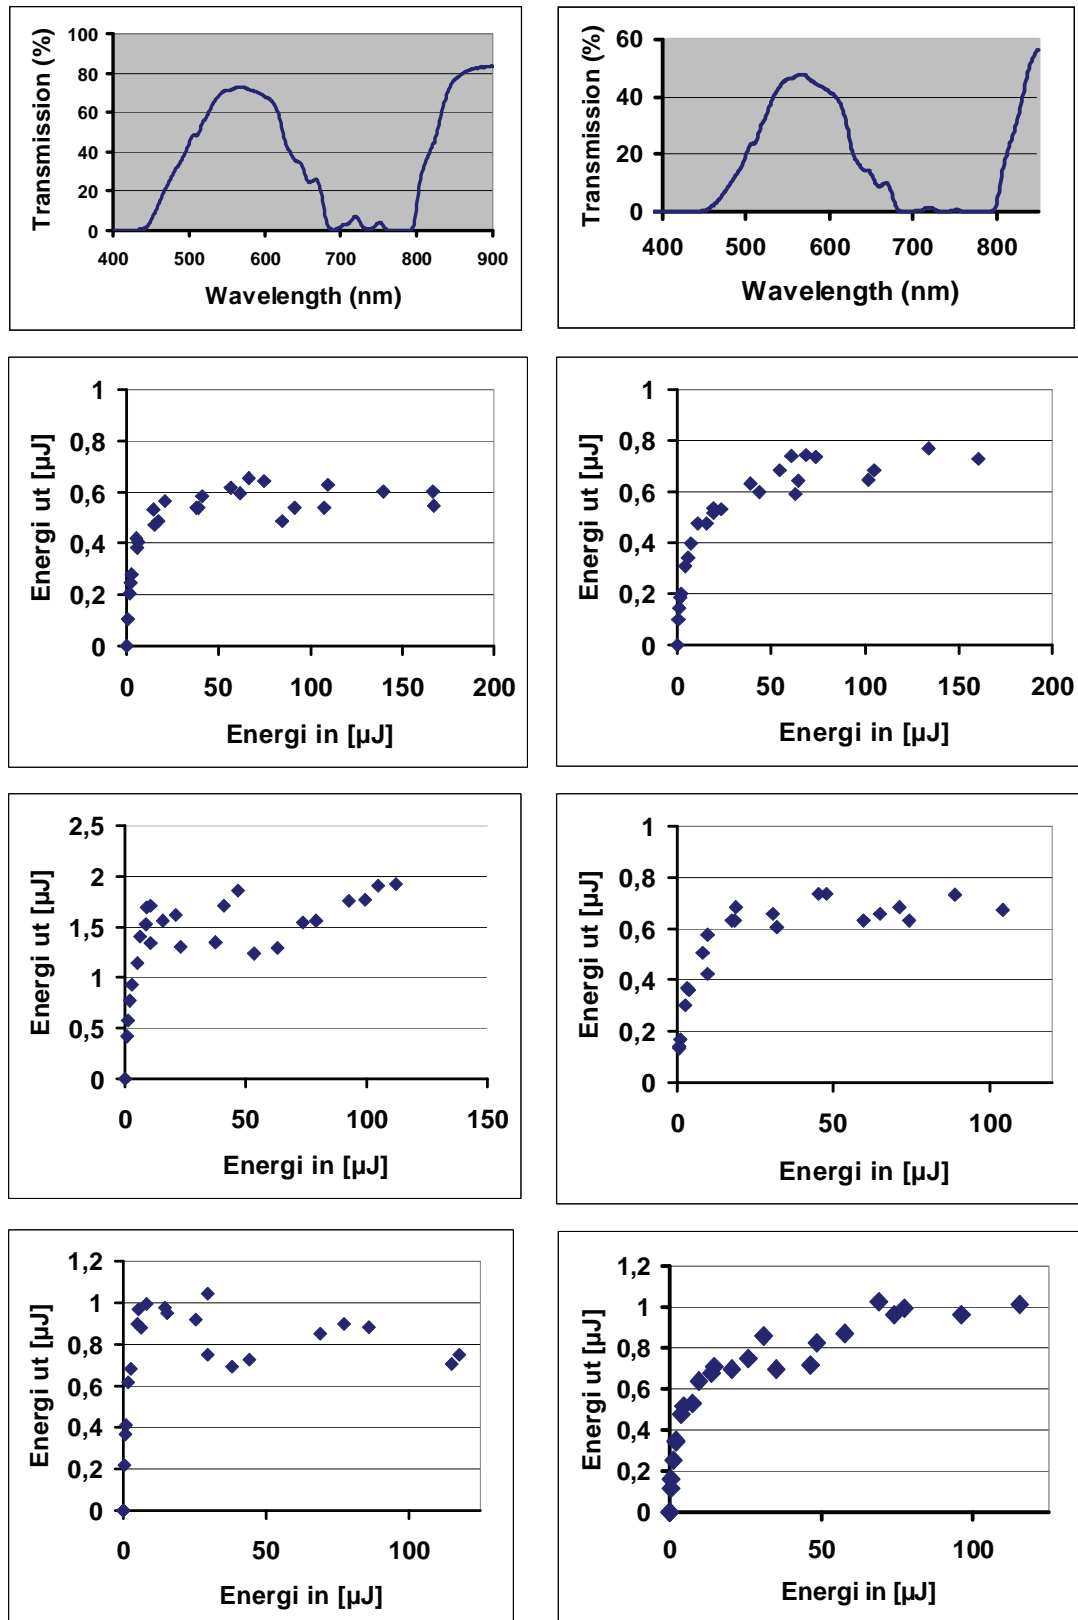 100
80
60
40
20
0
Transmission (%)
400 500 600 700 800 900
Wavelength (nm)
60
40
20
0
Transmission (%)
400 500 600 700 800
Wavelength (nm)
1
0,8
0,6
0,4
0,2
0
Energi ut [µJ]
0 50 100 150 200
Energi in [µJ]
1
0,8
0,6
0,4
0,2
0
Energi ut [µJ]
0 50 100 150 200
Energi in [µJ]
2,5
2
1,5
1
0,5
0
Energi ut [µJ]
0 50 100 150
Energi in [µJ]
1
0,8
0,6
0,4
0,2
0
Energi ut [µJ]
0 50 100
Energi in [µJ]
1,2
1
0,8
0,6
0,4
0,2
0
Energi ut [µJ]
0 50 100
Energi in [µJ]
1,2
1
0,8
0,6
0,4
0,2
0
Energi ut [µJ]
0 50 100
Energi in [µJ]